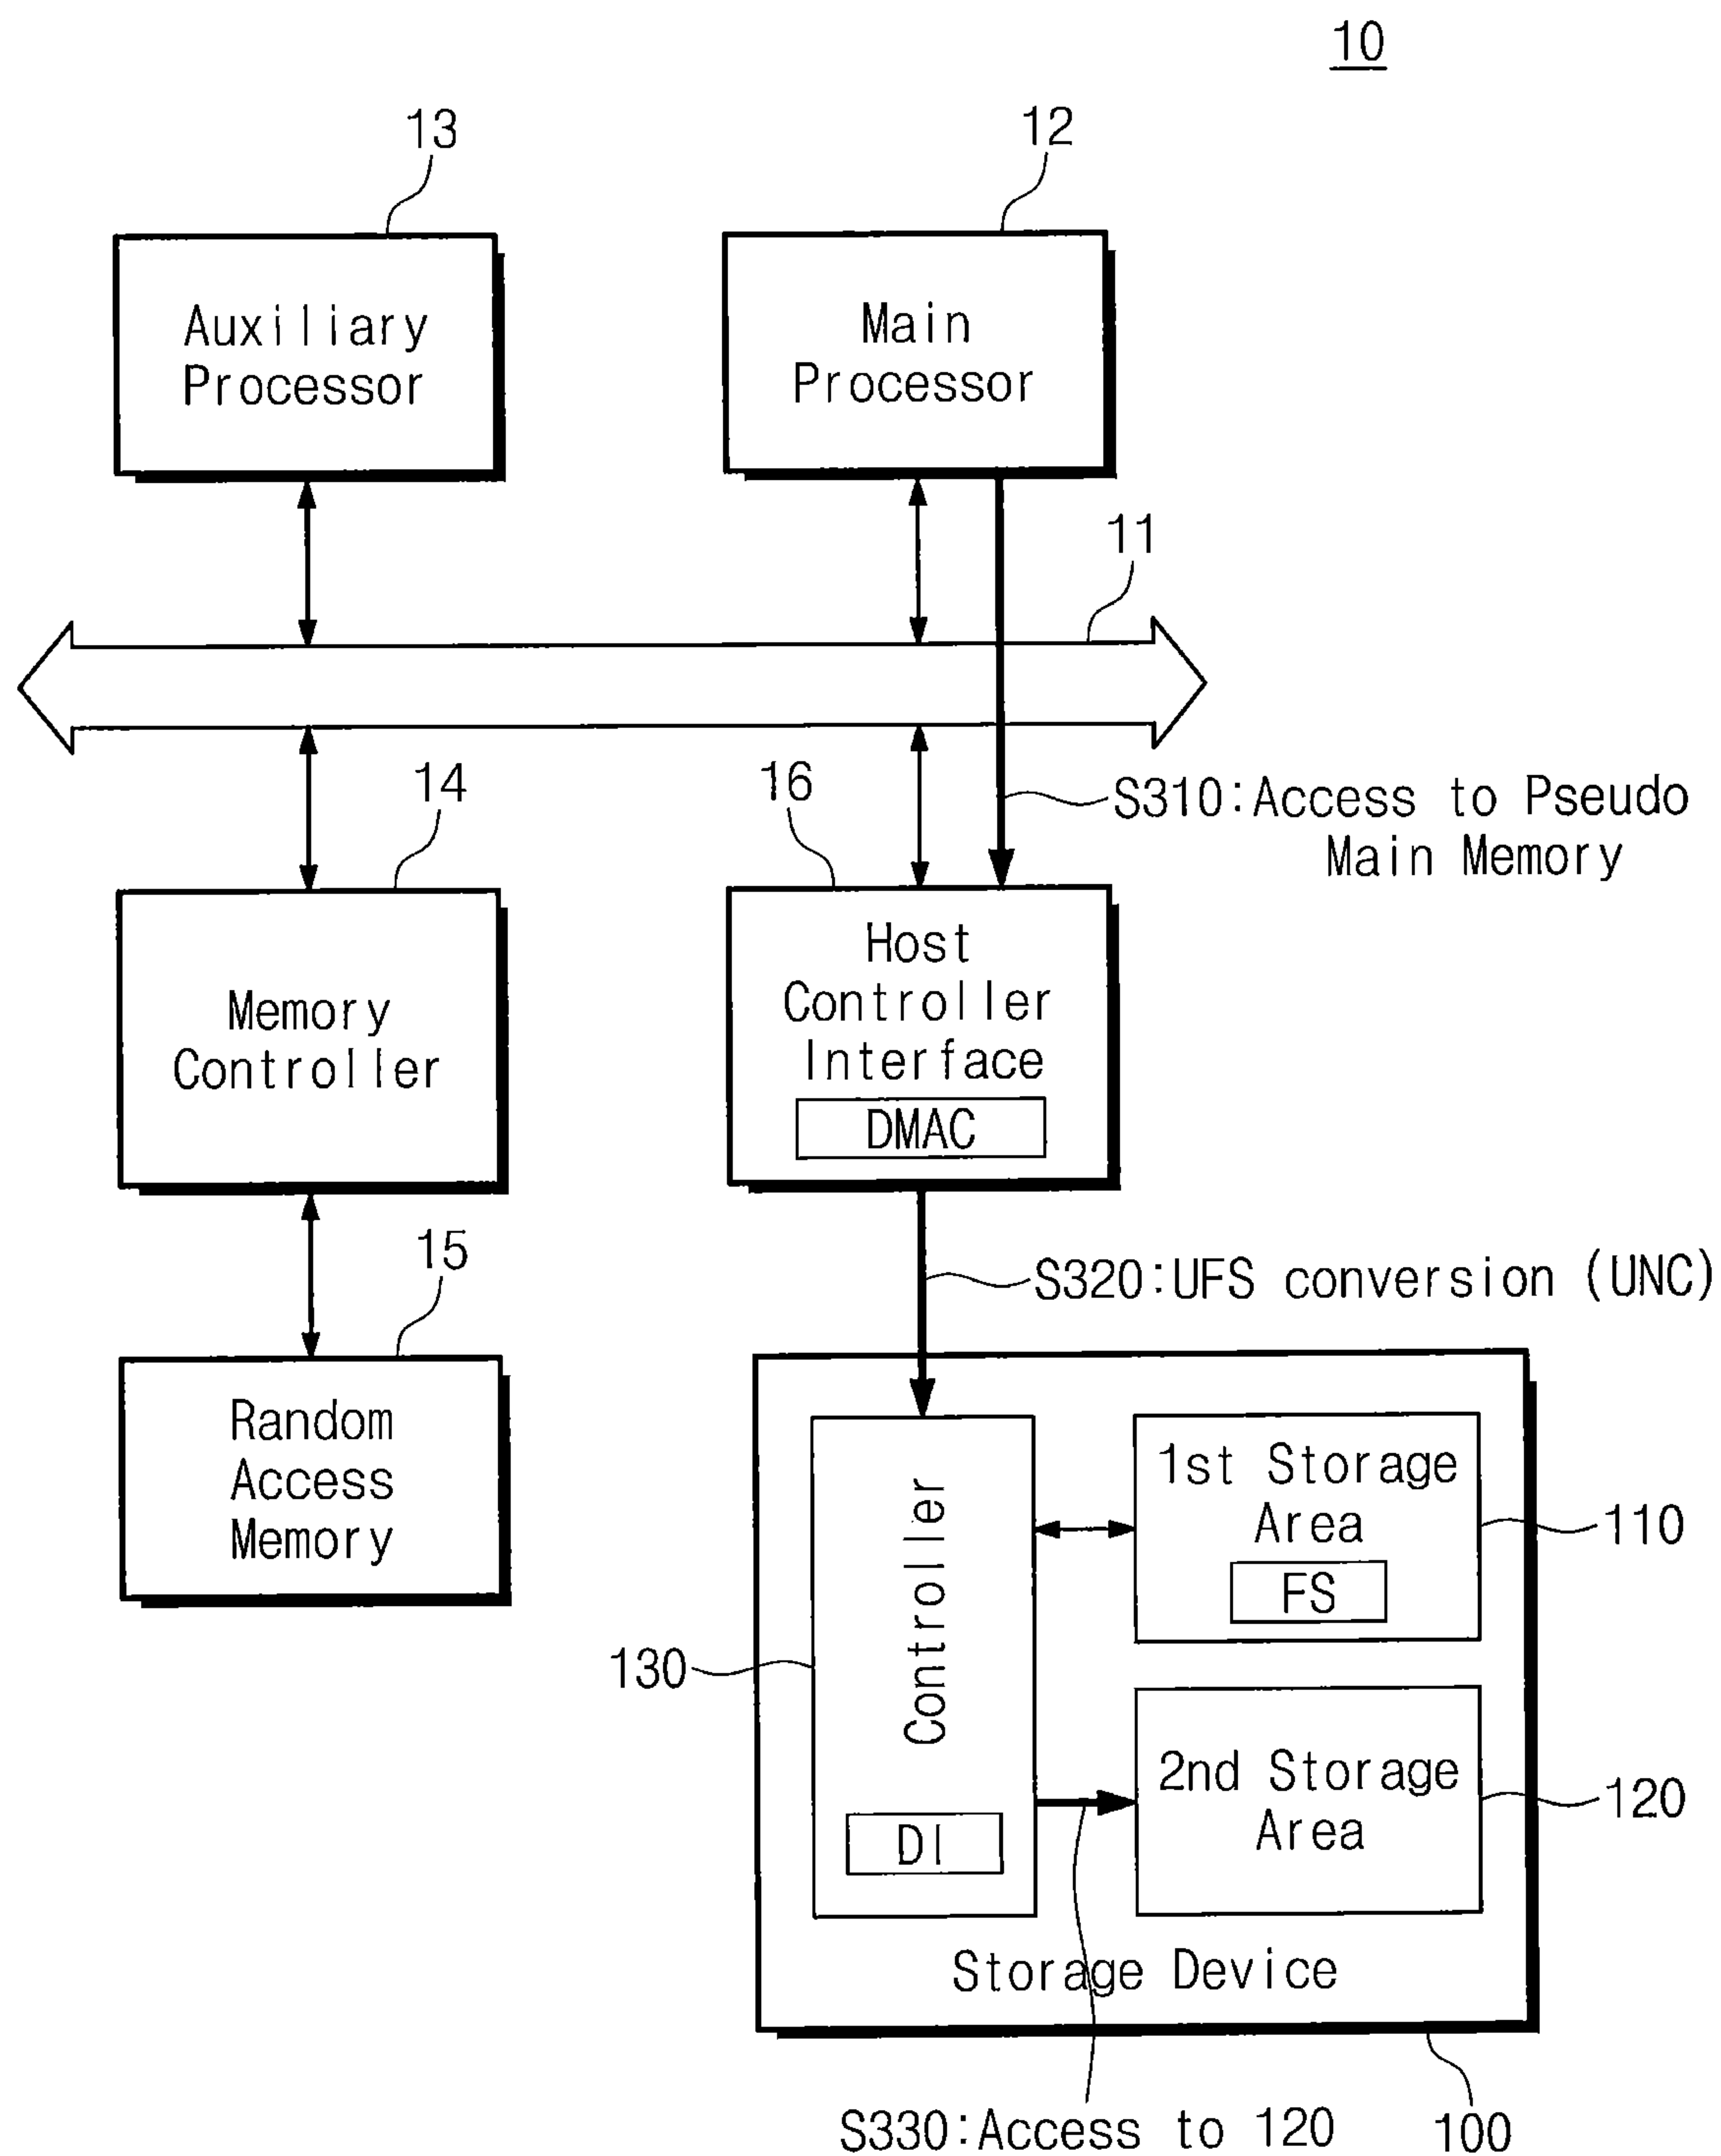 10
13
12
Auxiliary
Processor
Main
Processor
11
14
16
S310:Access to Pseudo
Main Memory
Memory
Controller
Host
Controller
Interface
DMAC
15
S320:UFS conversion (UNC)
Random
Access
Memory
Controller
DI
1st Storage
Area
FS
110
130
2nd Storage
Area
120
Storage Device
S330:Access to 120
100